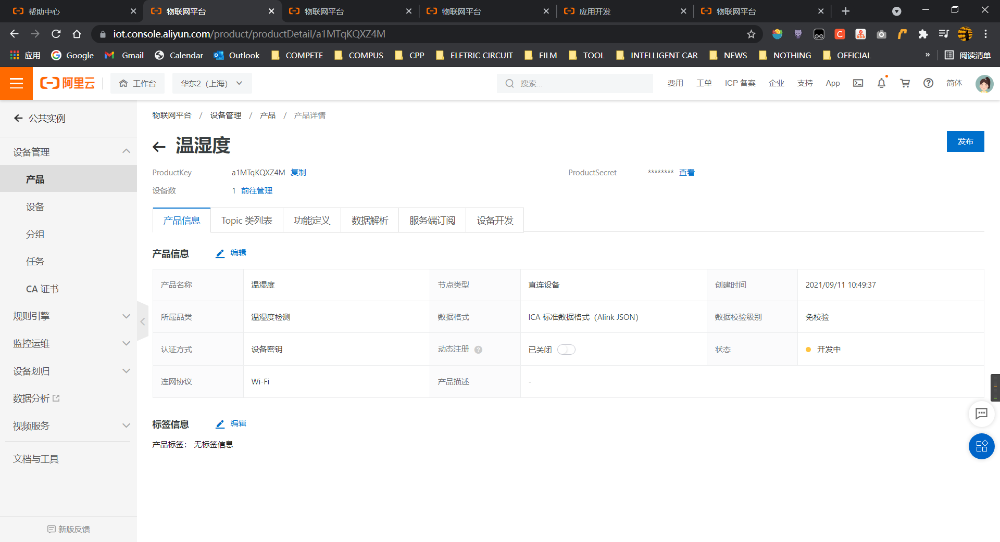 帮助中心
物联网平台
物联网平台
物联网平台
应用开发
物联网平台
iot.console.aliyun.com/product/productDetail/a1MTqKQXZ4M
应用
Google
Gmail
Calendar
Outlook
COMPETE
COMPUS
CPP
ELETRIC CIRCUIT
FILM
TOOL
INTELLIGENT CAR
NEWS
NOTHING
OFFICIAL
»
阅读清单
阿里云
工作台
华东2（上海）
搜索...
费用
工单
ICP 备案
企业
支持
App
简体
公共实例
设备管理
产品
设备
分组
任务
CA 证书
规则引擎
监控运维
设备划归
数据分析
视频服务
文档与工具
新版反馈
物联网平台 / 设备管理 / 产品 / 产品详情
温湿度
发布
ProductKey a1MTqKQXZ4M 复制
ProductSecret ******** 查看
设备数 1 前往管理
产品信息
Topic 类列表
功能定义
数据解析
服务端订阅
设备开发
产品信息 编辑
产品名称 温湿度 节点类型 直连设备 创建时间 2021/09/11 10:49:37
所属品类 温湿度检测 数据格式 ICA 标准数据格式（Alink JSON） 数据校验级别 免校验
认证方式 设备密钥 动态注册 已关闭 状态 开发中
连网协议 Wi-Fi 产品描述 -
标签信息 编辑
产品标签： 无标签信息